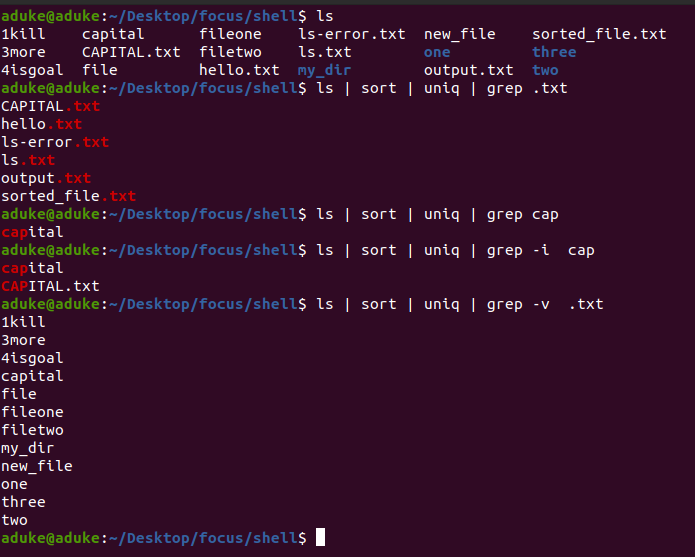 aduke@aduke:~/Desktop/focus/shell$ ls
1kill    capital      fileone    ls-error.txt  new_file    sorted_file.txt
3more    CAPITAL.txt  filetwo    ls.txt        one         three
4isgoal  file         hello.txt  my_dir        output.txt  two
aduke@aduke:~/Desktop/focus/shell$ ls | sort | uniq | grep .txt
CAPITAL.txt
hello.txt
ls-error.txt
ls.txt
output.txt
sorted_file.txt
aduke@aduke:~/Desktop/focus/shell$ ls | sort | uniq | grep cap
capital
aduke@aduke:~/Desktop/focus/shell$ ls | sort | uniq | grep -i  cap
capital
CAPITAL.txt
aduke@aduke:~/Desktop/focus/shell$ ls | sort | uniq | grep -v  .txt
1kill
3more
4isgoal
capital
file
fileone
filetwo
my_dir
new_file
one
three
two
aduke@aduke:~/Desktop/focus/shell$